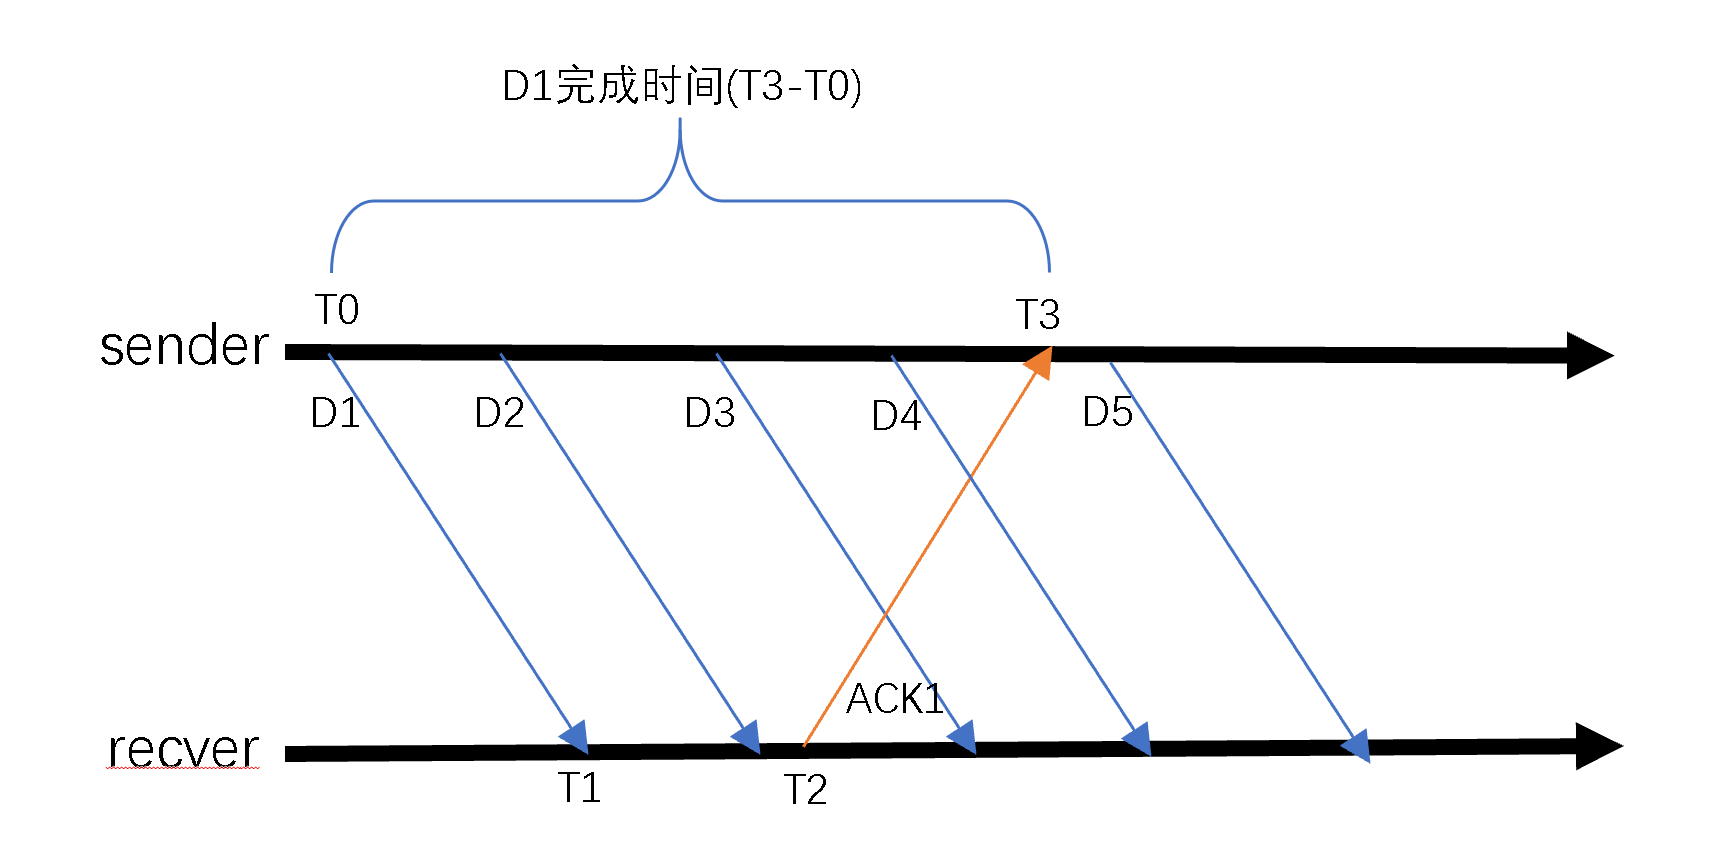 D1完成时间(T3-T0)
T0
T3
sender
D1
D2
D3
D4
D5
ACK1
recver
T1
T2